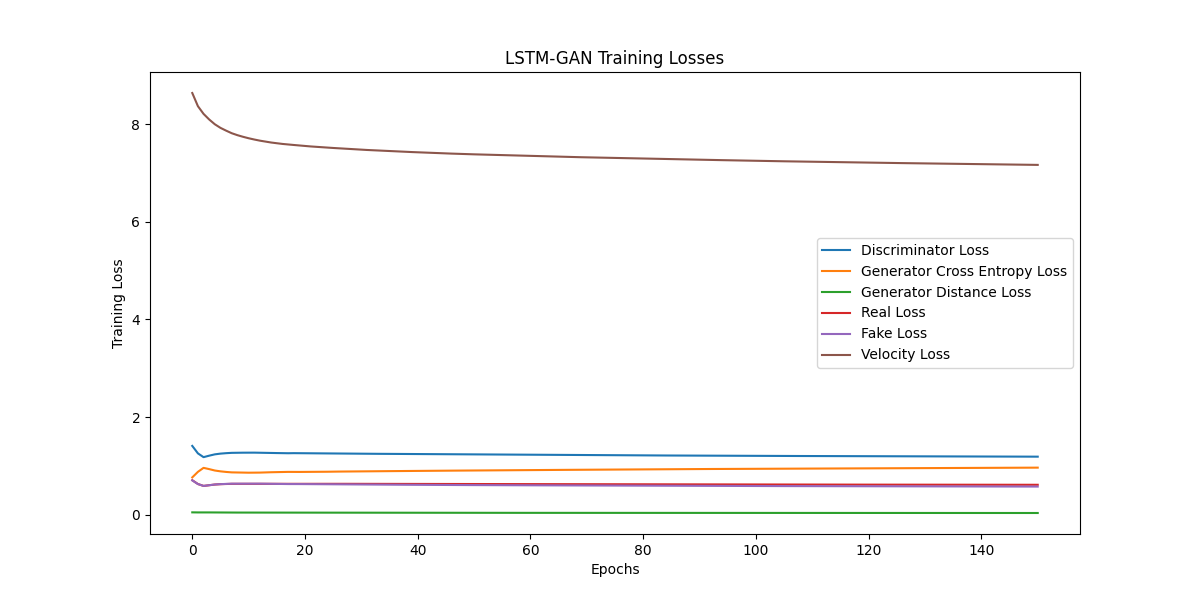 LSTM-GAN Training Losses
Training Loss
8
6
4
2
0
Discriminator Loss
Generator Cross Entropy Loss
Generator Distance Loss
Real Loss
Fake Loss
Velocity Loss
0 20 40 60 80 100 120 140
Epochs